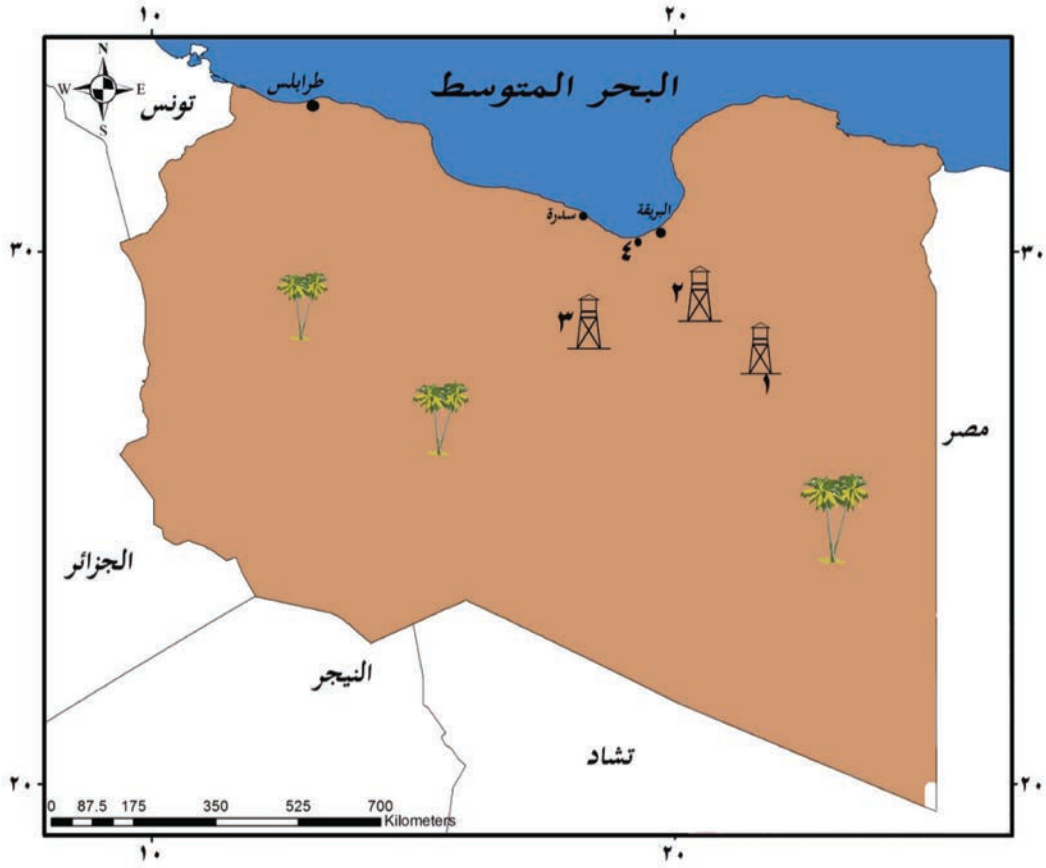 ١٠ ٢٠
N
W E
S
تونس
طرابلس
البحر المتوسط
سدرة
البريقة
٤
٣٠ ٣٠
٣
٢
١
مصر
الجزائر
النيجر
تشاد
٢٠ ٢٠
0 87.5 175 350 525 700
Kilometers
١٠ ٢٠